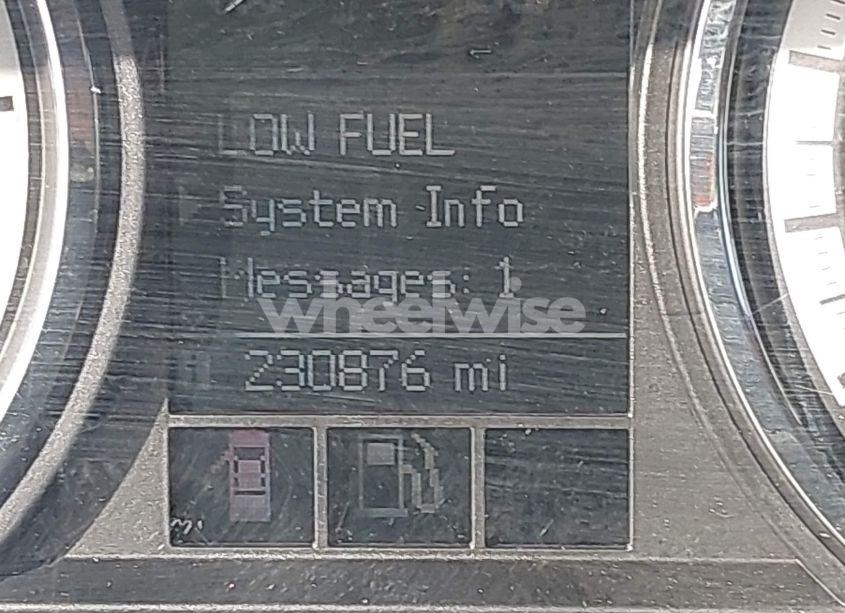 LOW FUEL
System Info
Messages: 1
wheelwise
230876 mi